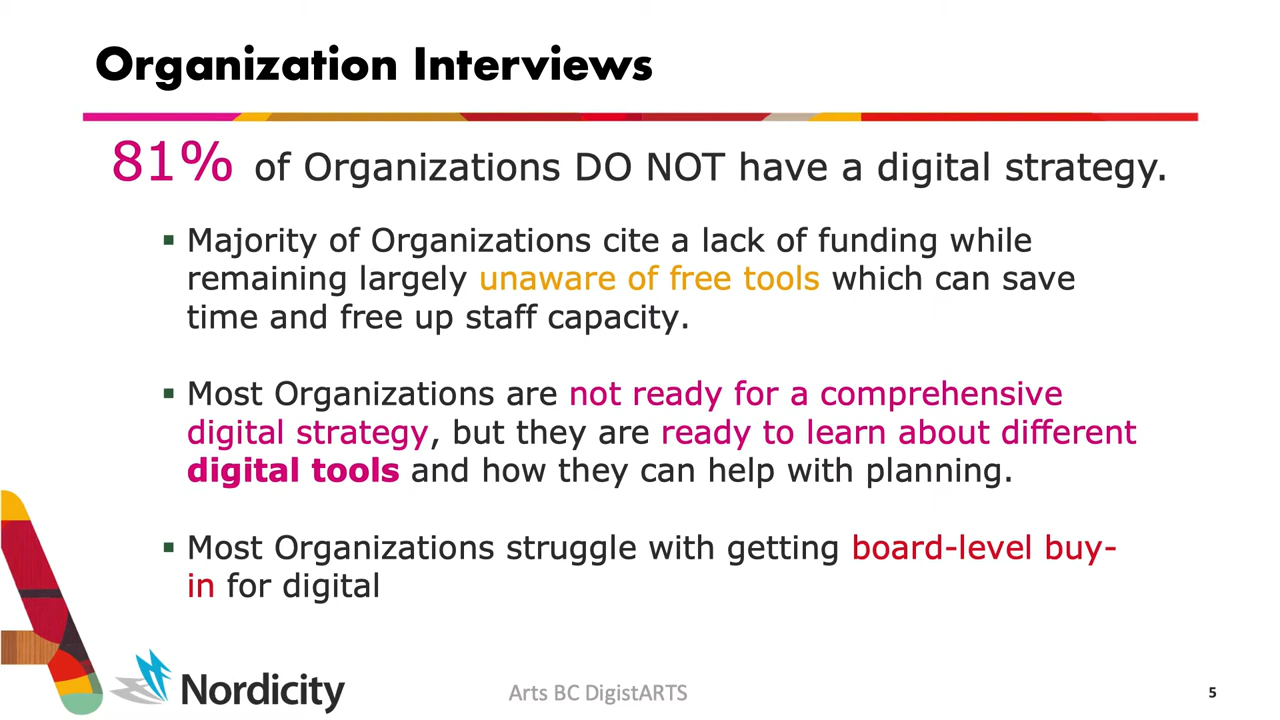 Organization Interviews
81% of Organizations DO NOT have a digital strategy.
▪ Majority of Organizations cite a lack of funding while
remaining largely unaware of free tools which can save
time and free up staff capacity.
▪ Most Organizations are not ready for a comprehensive
digital strategy, but they are ready to learn about different
digital tools and how they can help with planning.
▪ Most Organizations struggle with getting board-level buy-
in for digital
Nordicity
Arts BC DigistARTS
5